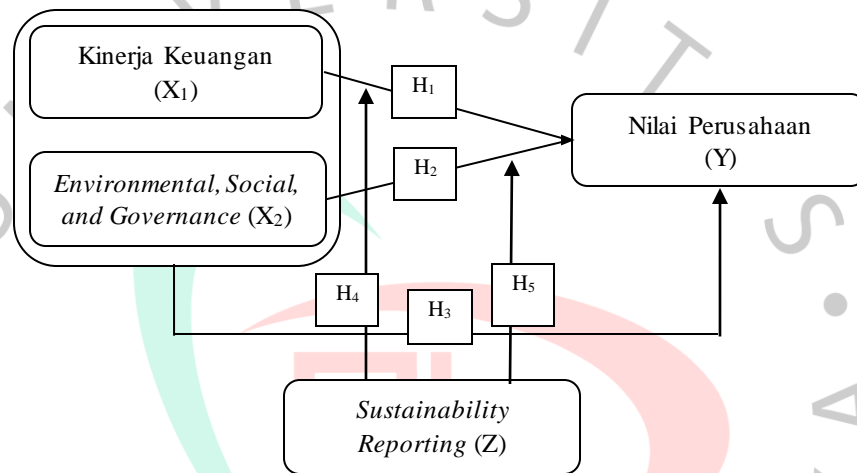 Kinerja Keuangan
(X₁)
H₁
Nilai Perusahaan
(Y)
Environmental, Social,
and Governance (X₂)
H₂
H₄
H₃
H₅
Sustainability
Reporting (Z)